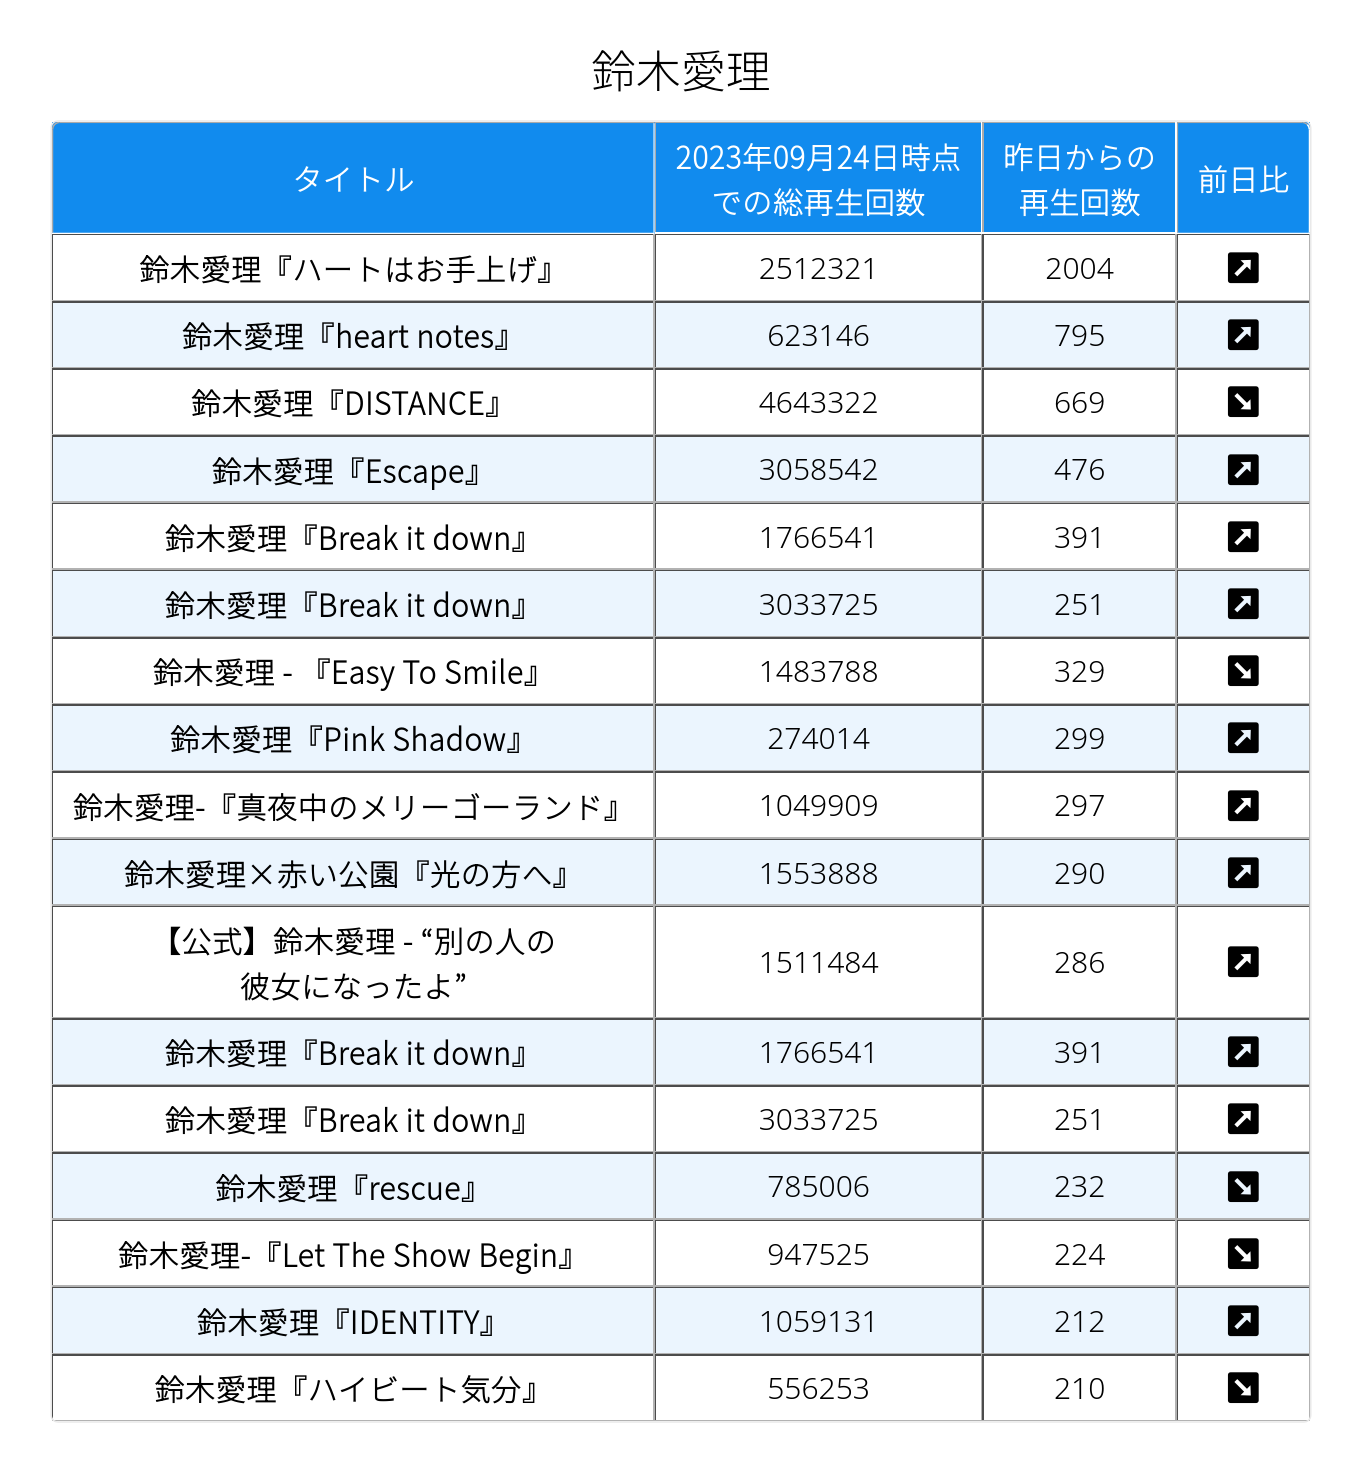 鈴木愛理
タイトル
2023年09月24日時点
での総再生回数
昨日からの
再生回数
前日比
鈴木愛理『ハートはお手上げ』 2512321 2004
鈴木愛理『heart notes』 623146 795
鈴木愛理『DISTANCE』 4643322 669
鈴木愛理『Escape』 3058542 476
鈴木愛理『Break it down』 1766541 391
鈴木愛理『Break it down』 3033725 251
鈴木愛理 - 『Easy To Smile』 1483788 329
鈴木愛理『Pink Shadow』 274014 299
鈴木愛理-『真夜中のメリーゴーランド』 1049909 297
鈴木愛理×赤い公園『光の方へ』 1553888 290
【公式】鈴木愛理 - “別の人の
彼女になったよ” 1511484 286
鈴木愛理『Break it down』 1766541 391
鈴木愛理『Break it down』 3033725 251
鈴木愛理『rescue』 785006 232
鈴木愛理-『Let The Show Begin』 947525 224
鈴木愛理『IDENTITY』 1059131 212
鈴木愛理『ハイビート気分』 556253 210